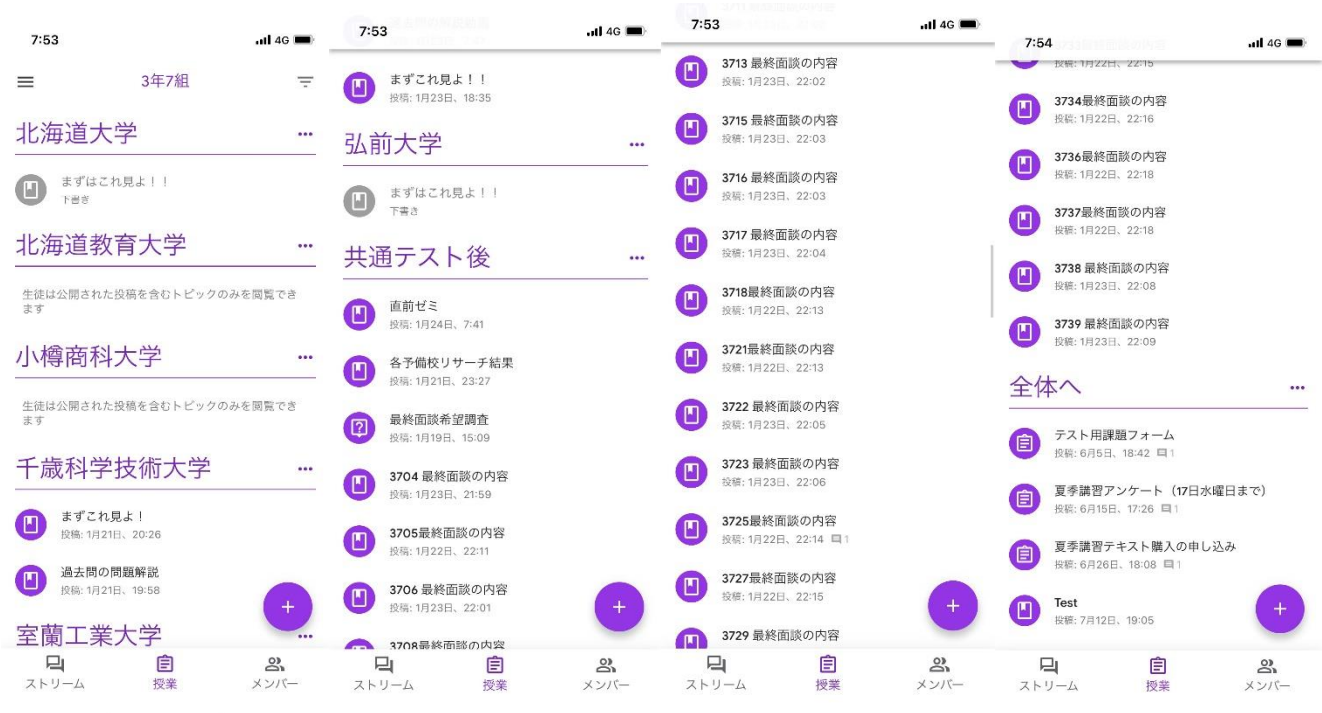 7:53
4G
3年7組
北海道大学
まずはこれ見よ！！
下書き
北海道教育大学
生徒は公開された投稿を含むトピックのみを閲覧でき
ます
小樽商科大学
生徒は公開された投稿を含むトピックのみを閲覧でき
ます
千歳科学技術大学
まずこれ見よ！
投稿: 1月21日、20:26
過去問の問題解説
投稿: 1月21日、19:58
室蘭工業大学
ストリーム
授業
メンバー
7:53
4G
まずこれ見よ！！
投稿: 1月23日、18:35
弘前大学
まずはこれ見よ！！
下書き
共通テスト後
直前ゼミ
投稿: 1月24日、7:41
各予備校リサーチ結果
投稿: 1月21日、23:27
最終面談希望調査
投稿: 1月19日、15:09
3704 最終面談の内容
投稿: 1月23日、21:59
3705最終面談の内容
投稿: 1月22日、22:11
3706 最終面談の内容
投稿: 1月23日、22:01
3708最終面談の内容
ストリーム
授業
メンバー
7:53
4G
3713 最終面談の内容
投稿: 1月23日、22:02
3715 最終面談の内容
投稿: 1月23日、22:03
3716 最終面談の内容
投稿: 1月23日、22:03
3717 最終面談の内容
投稿: 1月23日、22:04
3718最終面談の内容
投稿: 1月22日、22:13
3721最終面談の内容
投稿: 1月22日、22:13
3722 最終面談の内容
投稿: 1月23日、22:05
3723 最終面談の内容
投稿: 1月23日、22:06
3725最終面談の内容
投稿: 1月22日、22:14 1
3727最終面談の内容
投稿: 1月22日、22:15
3729 最終面談の内容
ストリーム
授業
メンバー
7:54
4G
投稿: 1月22日、22:15
3734最終面談の内容
投稿: 1月22日、22:16
3736最終面談の内容
投稿: 1月22日、22:18
3737最終面談の内容
投稿: 1月22日、22:18
3738 最終面談の内容
投稿: 1月23日、22:08
3739 最終面談の内容
投稿: 1月23日、22:09
全体へ
テスト用課題フォーム
投稿: 6月5日、18:42 1
夏季講習アンケート（17日水曜日まで）
投稿: 6月15日、17:26 1
夏季講習テキスト購入の申し込み
投稿: 6月26日、18:08 1
Test
投稿: 7月12日、19:05
ストリーム
授業
メンバー